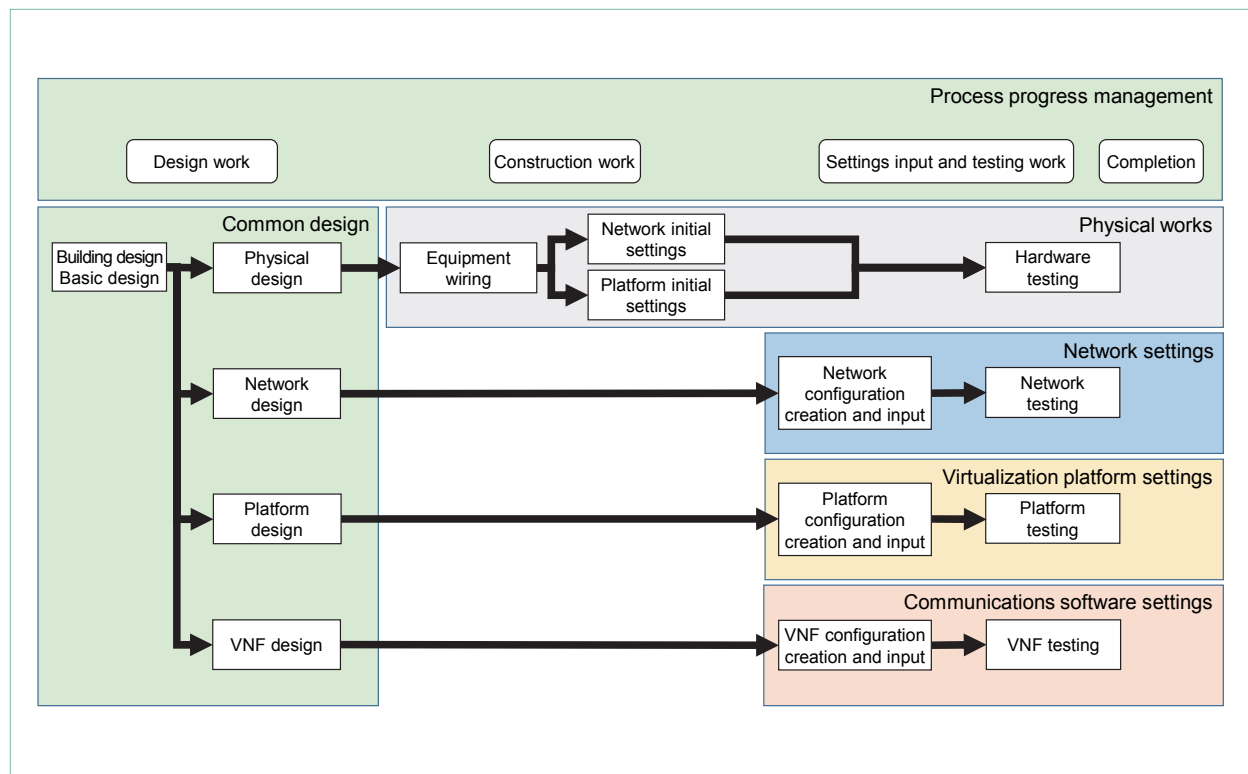 Process progress management
Design work
Construction work
Settings input and testing work
Completion
Common design
Building design
Basic design
Physical
design
Network
design
Platform
design
VNF design
Physical works
Equipment
wiring
Network initial
settings
Platform initial
settings
Hardware
testing
Network settings
Network
configuration
creation and input
Network
testing
Virtualization platform settings
Platform
configuration
creation and input
Platform
testing
Communications software settings
VNF configuration
creation and input
VNF testing